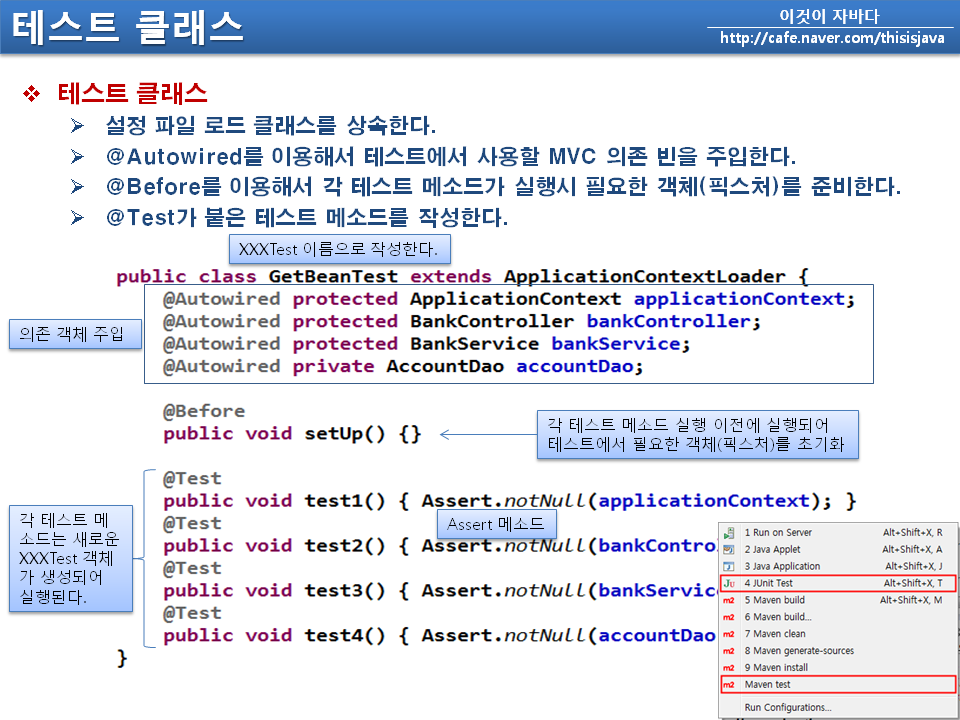 테스트 클래스
이것이 자바다
http://cafe.naver.com/thisisjava
❖ 테스트 클래스
➢ 설정 파일 로드 클래스를 상속한다.
➢ @Autowired를 이용해서 테스트에서 사용할 MVC 의존 빈을 주입한다.
➢ @Before를 이용해서 각 테스트 메소드가 실행시 필요한 객체(픽스처)를 준비한다.
➢ @Test가 붙은 테스트 메소드를 작성한다.
XXXTest 이름으로 작성한다.
public class GetBeanTest extends ApplicationContextLoader {
@Autowired protected ApplicationContext applicationContext;
@Autowired protected BankController bankController;
@Autowired protected BankService bankService;
@Autowired private AccountDao accountDao;
의존 객체 주입
@Before
public void setUp() {}
각 테스트 메소드 실행 이전에 실행되어
테스트에서 필요한 객체(픽스처)를 초기화
@Test
public void test1() { Assert.notNull(applicationContext); }
@Test
Assert 메소드
public void test2() { Assert.notNull(bankContro
@Test
public void test3() { Assert.notNull(bankServic
@Test
public void test4() { Assert.notNull(accountDao
}
각 테스트 메
소드는 새로운
XXXTest 객체
가 생성되어
실행된다.
1 Run on Server Alt+Shift+X, R
2 Java Applet Alt+Shift+X, A
3 Java Application Alt+Shift+X, J
Ju 4 JUnit Test Alt+Shift+X, T
m2 5 Maven build Alt+Shift+X, M
m2 6 Maven build...
m2 7 Maven clean
m2 8 Maven generate-sources
m2 9 Maven install
m2 Maven test
Run Configurations...